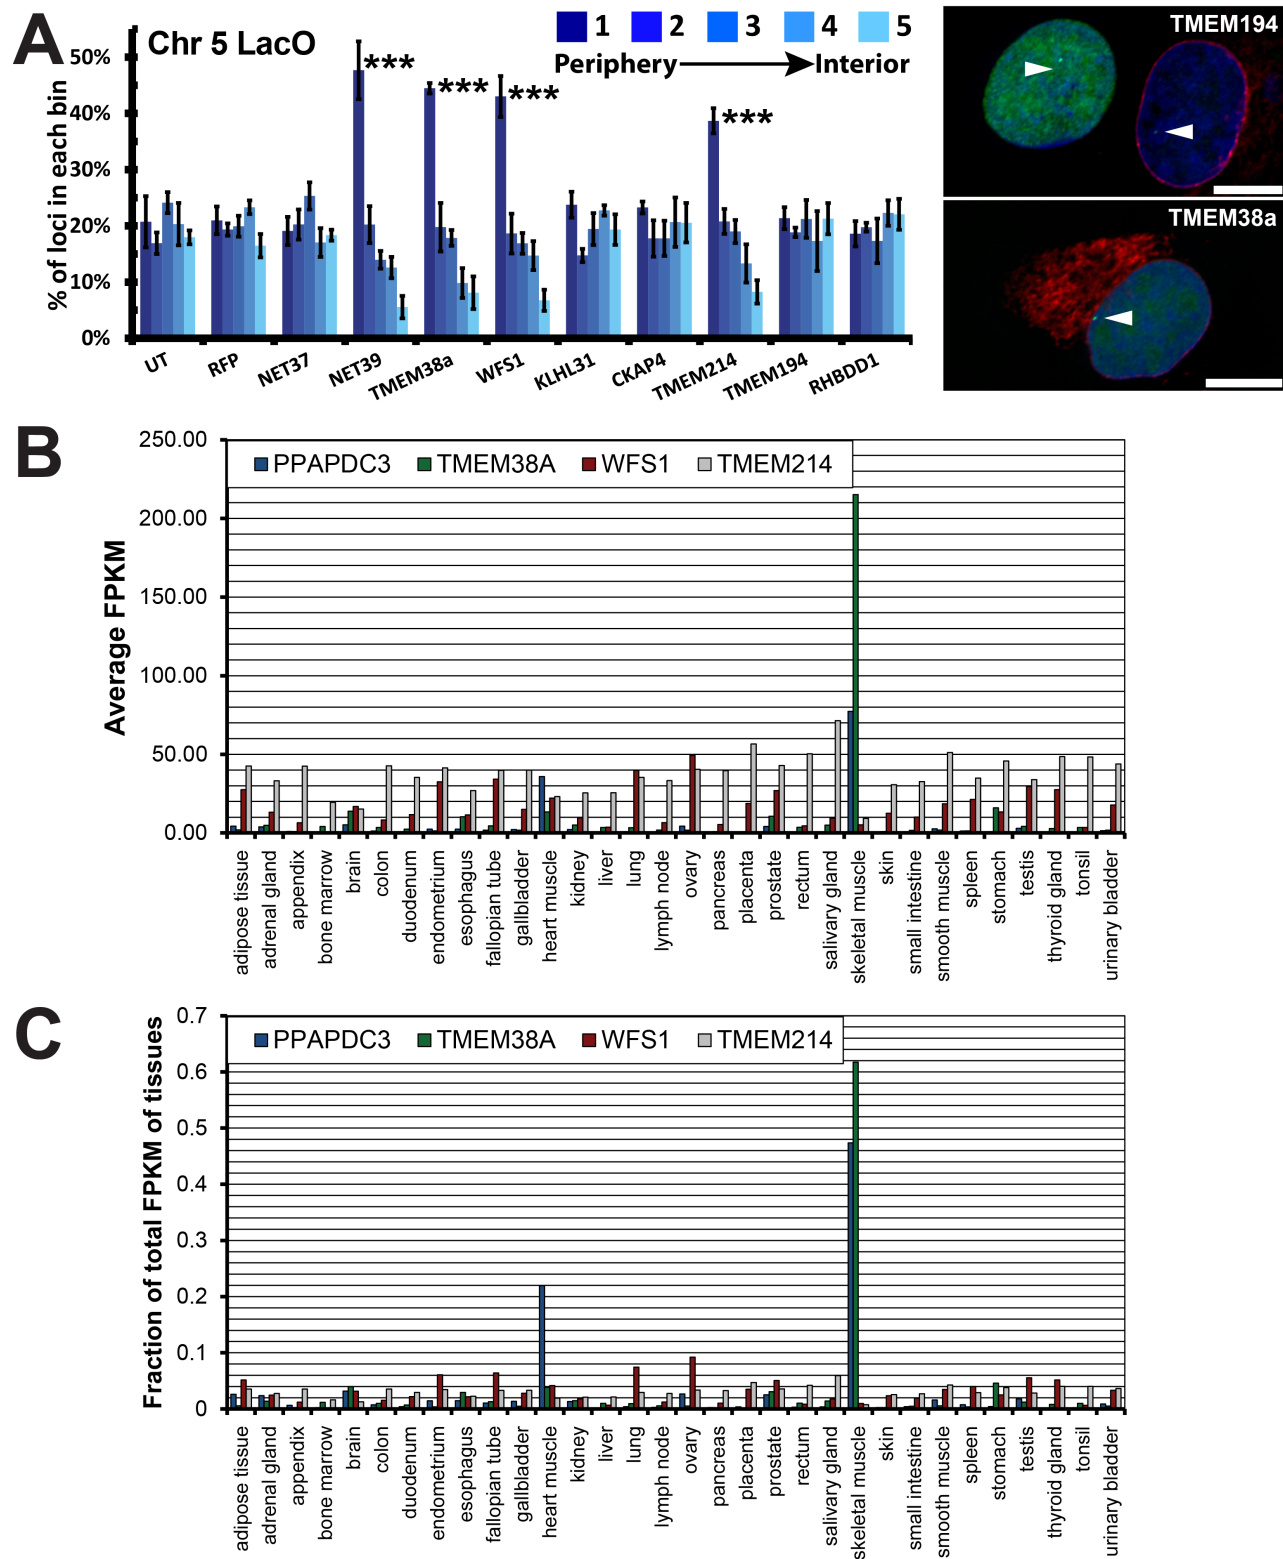 A
Chr 5 LacO
1 2 3 4 5
Periphery Interior
% of loci in each bin
50%
40%
30%
20%
10%
0%
***
***
***
***
UT
RFP
NET37
NET39
TMEM38a
WFS1
KLHL31
CKAP4
TMEM214
TMEM194
RHBDD1
TMEM194
TMEM38a
B
PPAPDC3 TMEM38A WFS1 TMEM214
Average FPKM
250.00
200.00
150.00
100.00
50.00
0.00
adipose tissue
adrenal gland
appendix
bone marrow
brain
colon
duodenum
endometrium
esophagus
fallopian tube
gallbladder
heart muscle
kidney
liver
lung
lymph node
ovary
pancreas
placenta
prostate
rectum
salivary gland
skeletal muscle
skin
small intestine
smooth muscle
spleen
stomach
testis
thyroid gland
tonsil
urinary bladder
C
PPAPDC3 TMEM38A WFS1 TMEM214
Fraction of total FPKM of tissues
0.7
0.6
0.5
0.4
0.3
0.2
0.1
0
adipose tissue
adrenal gland
appendix
bone marrow
brain
colon
duodenum
endometrium
esophagus
fallopian tube
gallbladder
heart muscle
kidney
liver
lung
lymph node
ovary
pancreas
placenta
prostate
rectum
salivary gland
skeletal muscle
skin
small intestine
smooth muscle
spleen
stomach
testis
thyroid gland
tonsil
urinary bladder